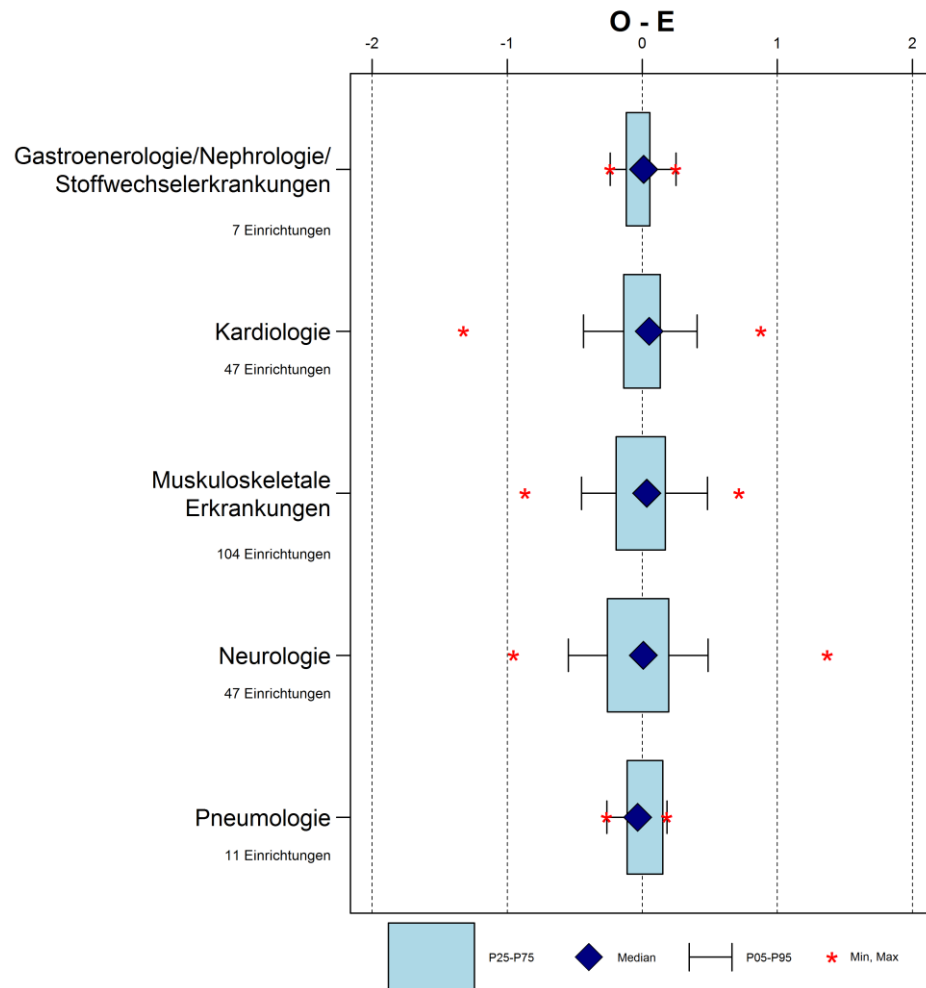 O - E
-2 -1 0 1 2
Gastroenerologie/Nephrologie/
Stoffwechselerkrankungen
7 Einrichtungen
Kardiologie
47 Einrichtungen
Muskuloskeletale
Erkrankungen
104 Einrichtungen
Neurologie
47 Einrichtungen
Pneumologie
11 Einrichtungen
P25-P75 Median P05-P95 * Min, Max